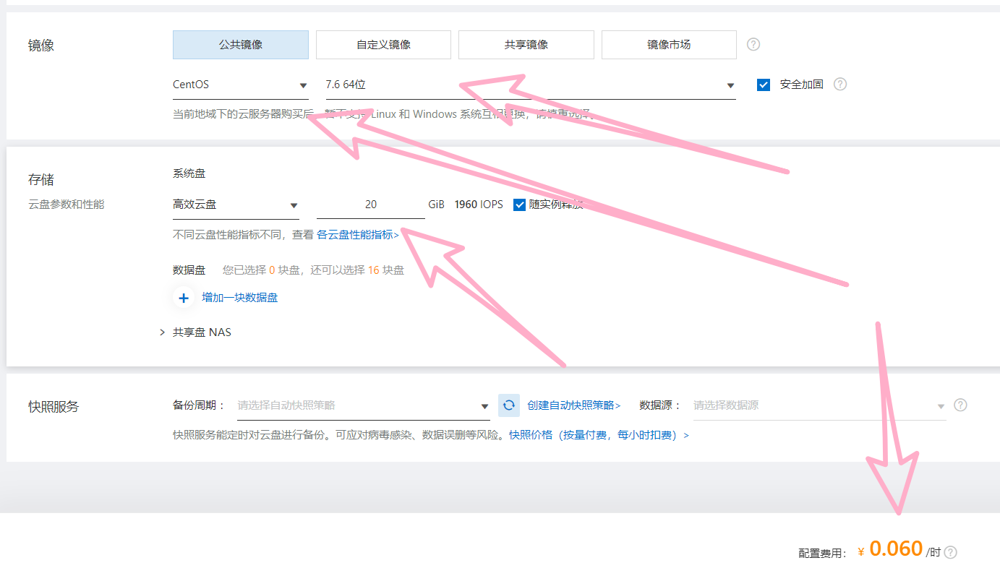 镜像 公共镜像 自定义镜像 共享镜像 镜像市场 ?
CentOS 7.6 64位 安全加固 ?
当前地域下的云服务器购买后，暂不支持 Linux 和 Windows 系统互相更换，请慎重选择。
存储 系统盘
云盘参数和性能 高效云盘 20 GiB 1960 IOPS 随实例释放
不同云盘性能指标不同，查看 各云盘性能指标>
数据盘 您已选择 0 块盘，还可以选择 16 块盘
+ 增加一块数据盘
> 共享盘 NAS
快照服务 备份周期： 请选择自动快照策略 创建自动快照策略> 数据源： 请选择数据源 ?
快照服务能定时对云盘进行备份。可应对病毒感染、数据误删等风险。快照价格（按量付费，每小时扣费）>
配置费用： ¥ 0.060 /时 ?